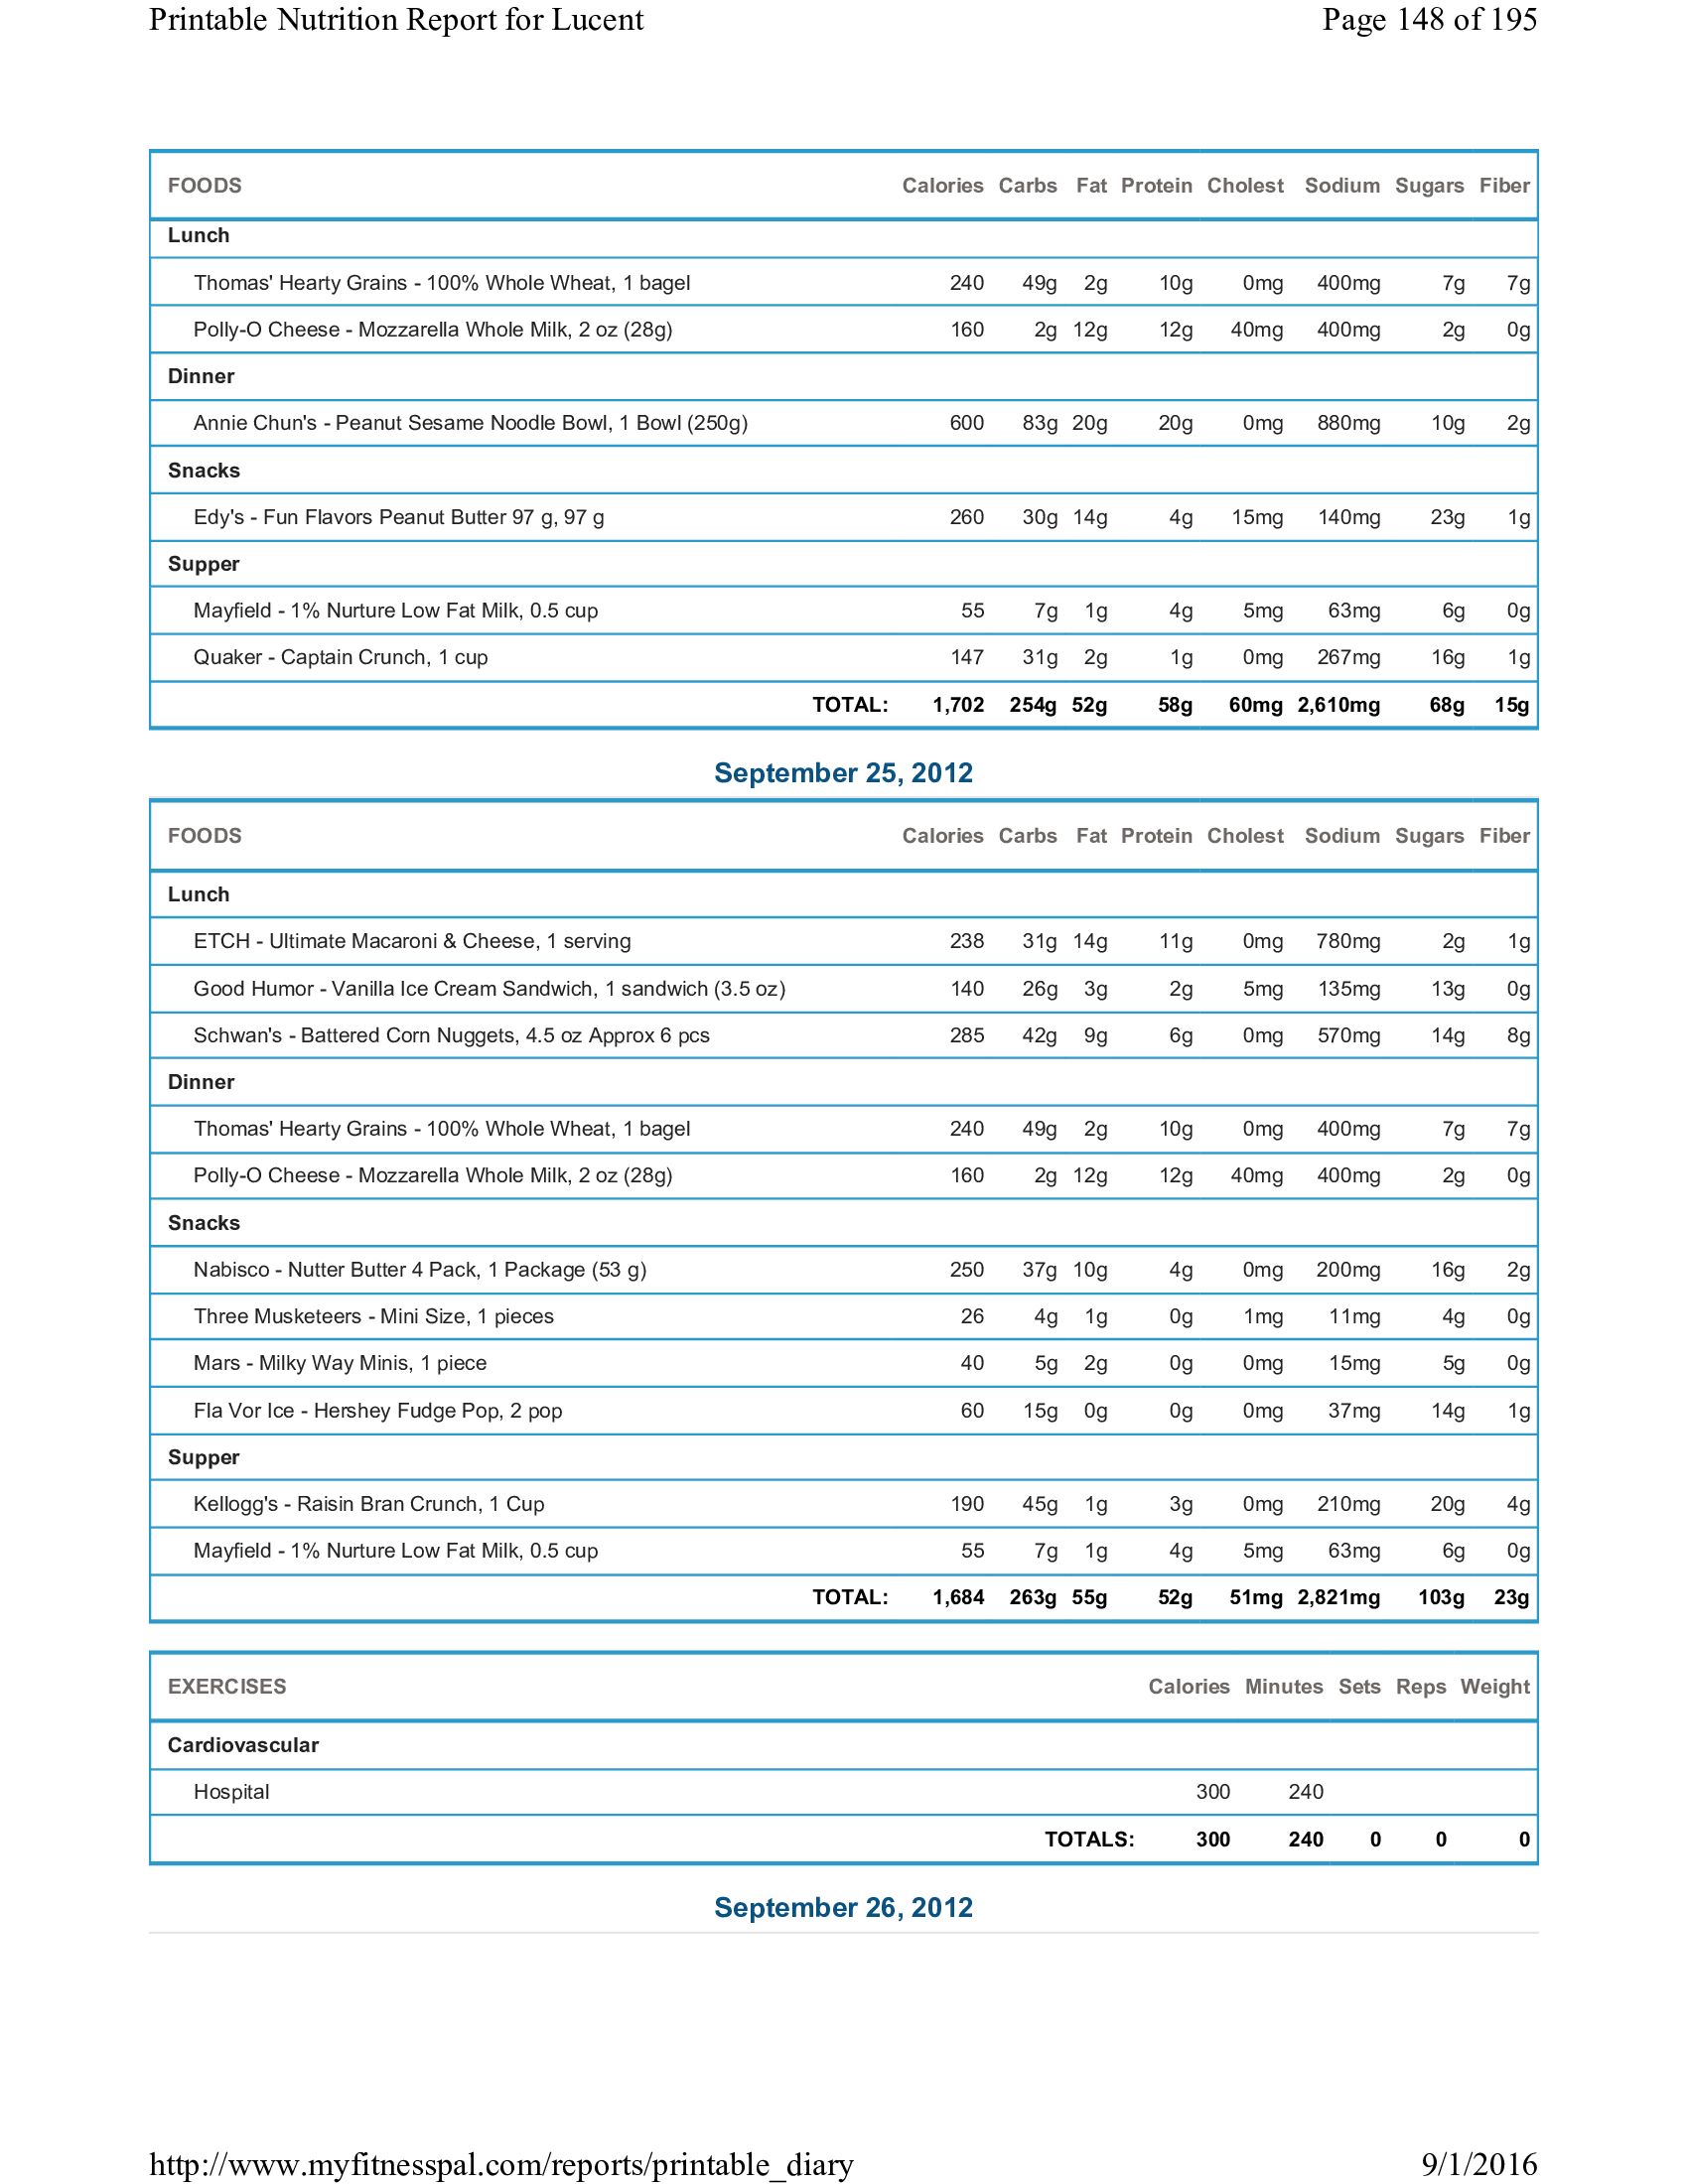 Printable Nutrition Report for Lucent Page 148 of 195
FOODS Calories Carbs Fat Protein Cholest Sodium Sugars Fiber
Lunch
Thomas' Hearty Grains - 100% Whole Wheat, 1 bagel 240 49g 2g 10g 0mg 400mg 7g 7g
Polly-O Cheese - Mozzarella Whole Milk, 2 oz (28g) 160 2g 12g 12g 40mg 400mg 2g 0g
Dinner
Annie Chun's - Peanut Sesame Noodle Bowl, 1 Bowl (250g) 600 83g 20g 20g 0mg 880mg 10g 2g
Snacks
Edy's - Fun Flavors Peanut Butter 97 g, 97 g 260 30g 14g 4g 15mg 140mg 23g 1g
Supper
Mayfield - 1% Nurture Low Fat Milk, 0.5 cup 55 7g 1g 4g 5mg 63mg 6g 0g
Quaker - Captain Crunch, 1 cup 147 31g 2g 1g 0mg 267mg 16g 1g
TOTAL: 1,702 254g 52g 58g 60mg 2,610mg 68g 15g
September 25, 2012
FOODS Calories Carbs Fat Protein Cholest Sodium Sugars Fiber
Lunch
ETCH - Ultimate Macaroni & Cheese, 1 serving 238 31g 14g 11g 0mg 780mg 2g 1g
Good Humor - Vanilla Ice Cream Sandwich, 1 sandwich (3.5 oz) 140 26g 3g 2g 5mg 135mg 13g 0g
Schwan's - Battered Corn Nuggets, 4.5 oz Approx 6 pcs 285 42g 9g 6g 0mg 570mg 14g 8g
Dinner
Thomas' Hearty Grains - 100% Whole Wheat, 1 bagel 240 49g 2g 10g 0mg 400mg 7g 7g
Polly-O Cheese - Mozzarella Whole Milk, 2 oz (28g) 160 2g 12g 12g 40mg 400mg 2g 0g
Snacks
Nabisco - Nutter Butter 4 Pack, 1 Package (53 g) 250 37g 10g 4g 0mg 200mg 16g 2g
Three Musketeers - Mini Size, 1 pieces 26 4g 1g 0g 1mg 11mg 4g 0g
Mars - Milky Way Minis, 1 piece 40 5g 2g 0g 0mg 15mg 5g 0g
Fla Vor Ice - Hershey Fudge Pop, 2 pop 60 15g 0g 0g 0mg 37mg 14g 1g
Supper
Kellogg's - Raisin Bran Crunch, 1 Cup 190 45g 1g 3g 0mg 210mg 20g 4g
Mayfield - 1% Nurture Low Fat Milk, 0.5 cup 55 7g 1g 4g 5mg 63mg 6g 0g
TOTAL: 1,684 263g 55g 52g 51mg 2,821mg 103g 23g
EXERCISES Calories Minutes Sets Reps Weight
Cardiovascular
Hospital 300 240
TOTALS: 300 240 0 0 0
September 26, 2012
http://www.myfitnesspal.com/reports/printable_diary 9/1/2016